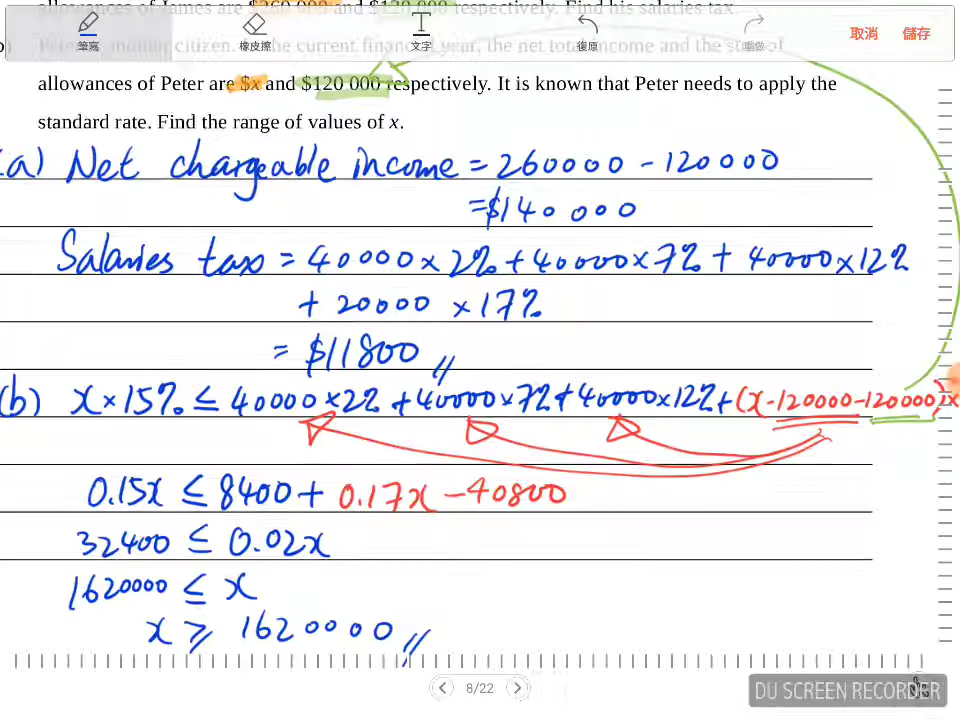 allowances of James are $260 000 and $120 000 respectively. Find his salaries tax.
筆寫 橡皮擦 文字 復原 取消 儲存
citizen. the current financial year, the net total income and the sum of
allowances of Peter are $x and $120 000 respectively. It is known that Peter needs to apply the
standard rate. Find the range of values of x.
(a) Net chargeable income = 260000 - 120000
= $140 000
Salaries tax = 40000 × 2% + 40000 × 7% + 40000 × 12%
+ 20000 × 17%
= $11800 //
(b) x × 15% ≤ 40000 × 2% + 40000 × 7% + 40000 × 12% + (x - 120000 - 120000) ×
0.15x ≤ 8400 + 0.17x - 40800
32400 ≤ 0.02x
1620000 ≤ x
x ≥ 1620000 //
8/22
DU SCREEN RECORDER